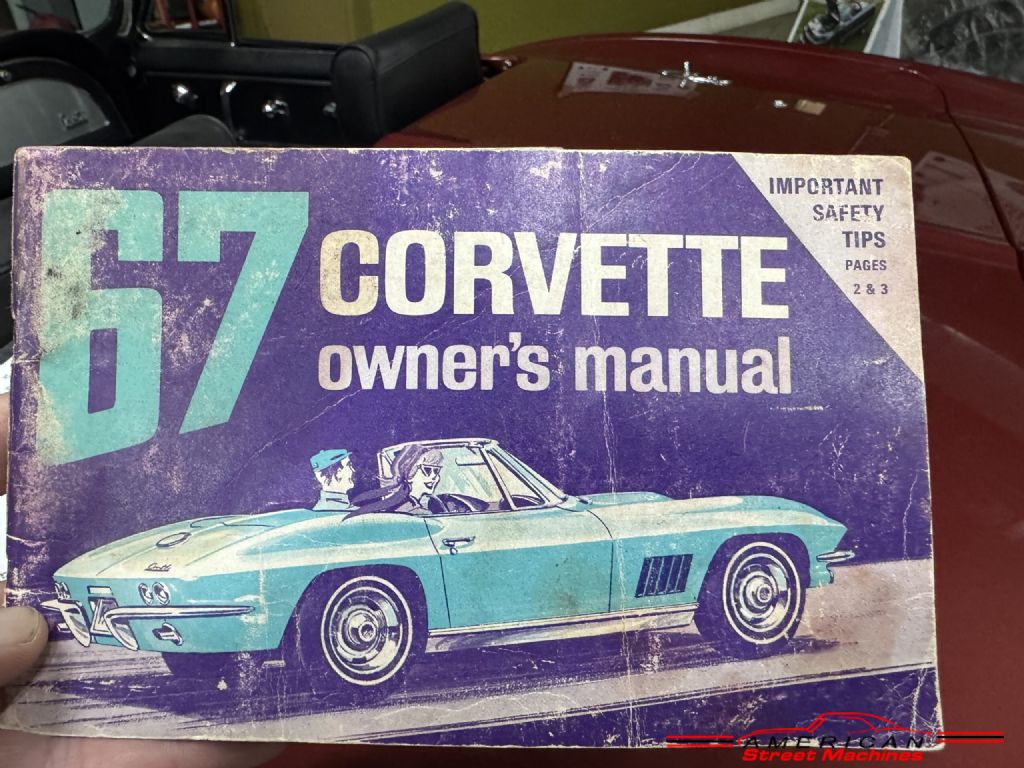 67 CORVETTE
owner's manual
IMPORTANT
SAFETY
TIPS
PAGES
2 & 3
AMERICAN
Street Machines